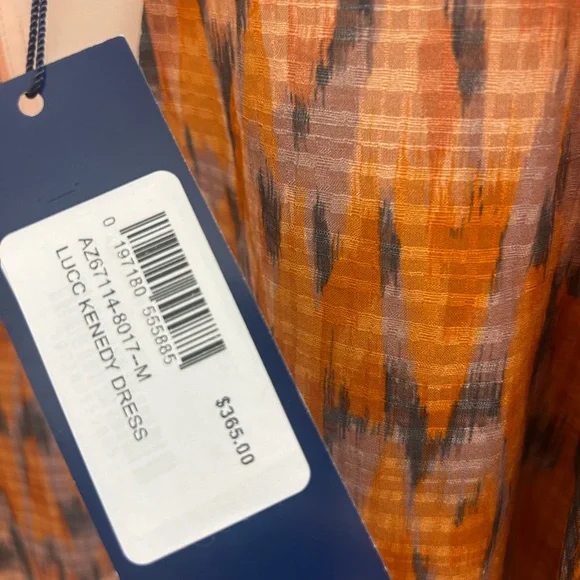 0 197180 555885
AZ67114-8017-M
LUCC KENEDY DRESS
$365.00